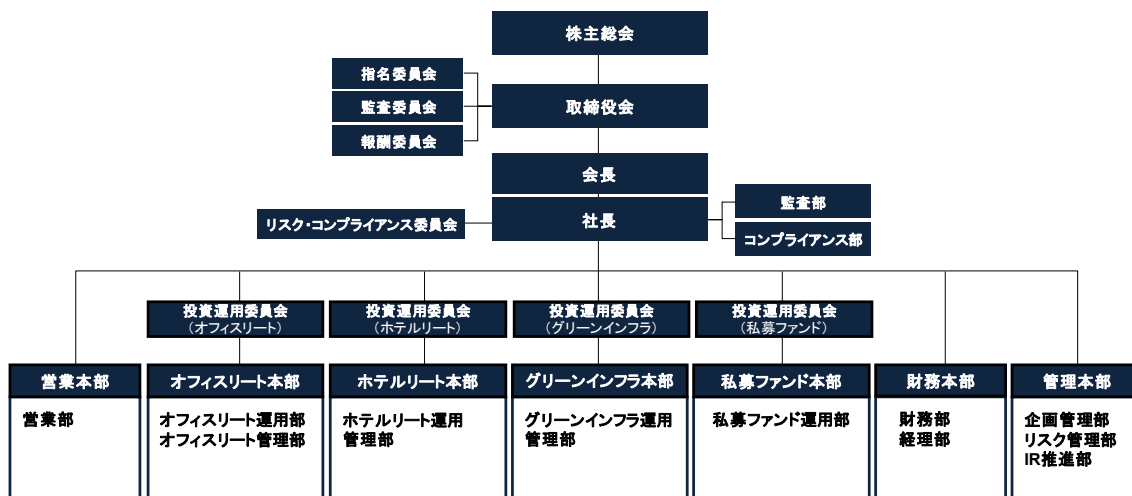 株主総会
指名委員会
監査委員会
報酬委員会
取締役会
会長
社長
リスク・コンプライアンス委員会
監査部
コンプライアンス部
投資運用委員会
（オフィスリート）
投資運用委員会
（ホテルリート）
投資運用委員会
（グリーンインフラ）
投資運用委員会
（私募ファンド）
営業本部
営業部
オフィスリート本部
オフィスリート運用部
オフィスリート管理部
ホテルリート本部
ホテルリート運用
管理部
グリーンインフラ本部
グリーンインフラ運用
管理部
私募ファンド本部
私募ファンド運用部
財務本部
財務部
経理部
管理本部
企画管理部
リスク管理部
IR推進部